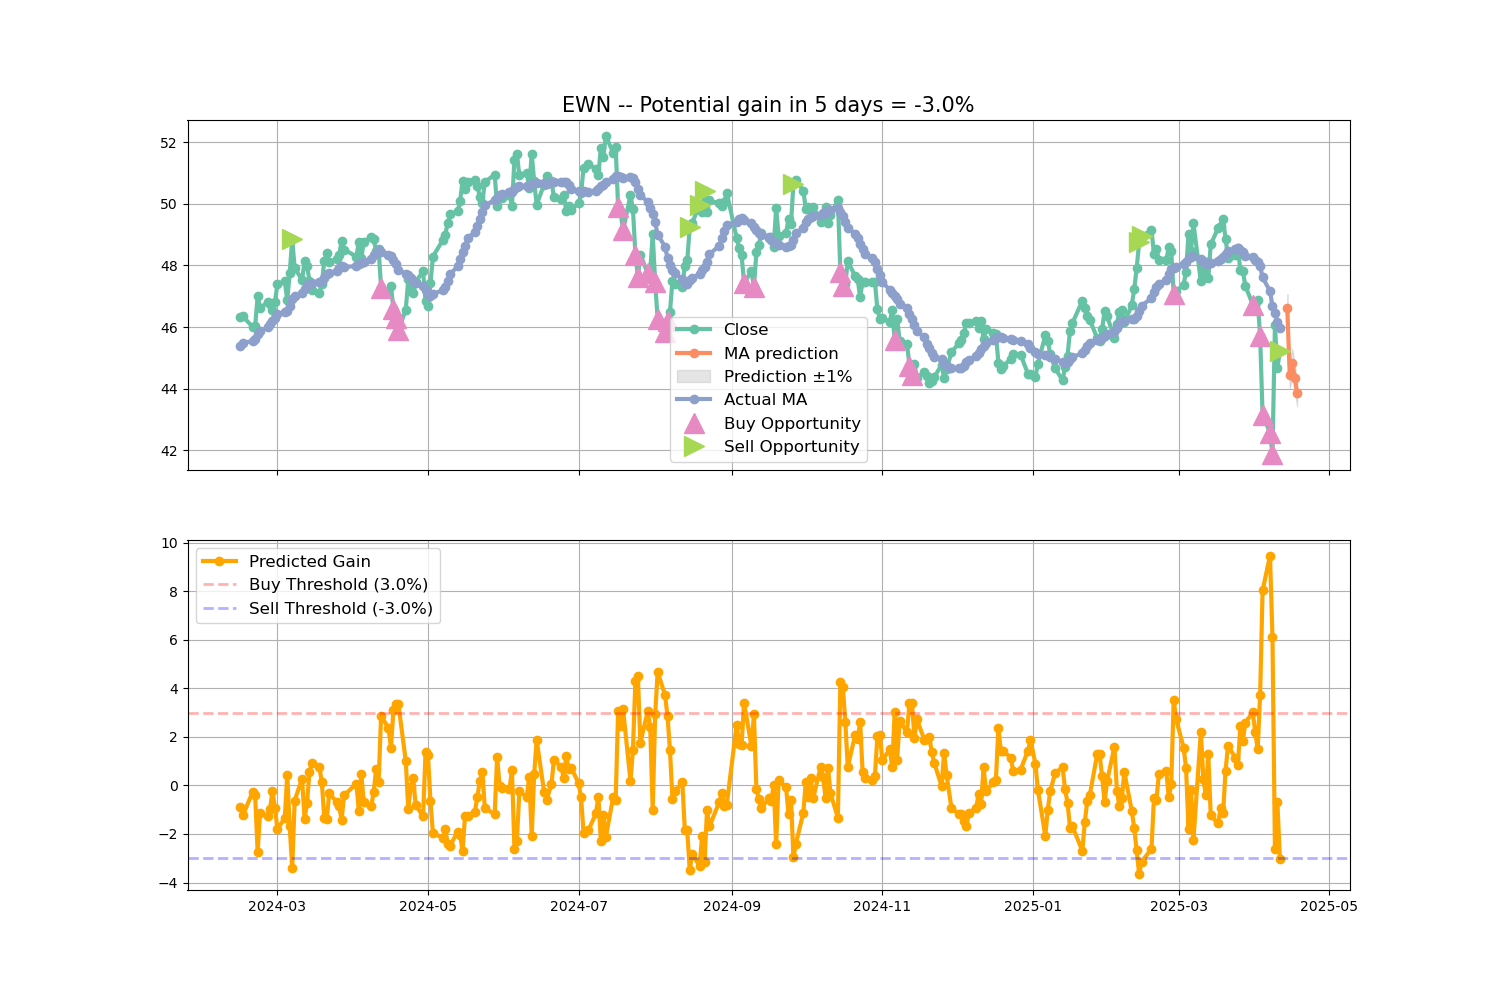 EWN -- Potential gain in 5 days = -3.0%
52
50
48
46
44
42
Close
MA prediction
Prediction ±1%
Actual MA
Buy Opportunity
Sell Opportunity
10
8
6
4
2
0
−2
−4
Predicted Gain
Buy Threshold (3.0%)
Sell Threshold (-3.0%)
2024-03 2024-05 2024-07 2024-09 2024-11 2025-01 2025-03 2025-05